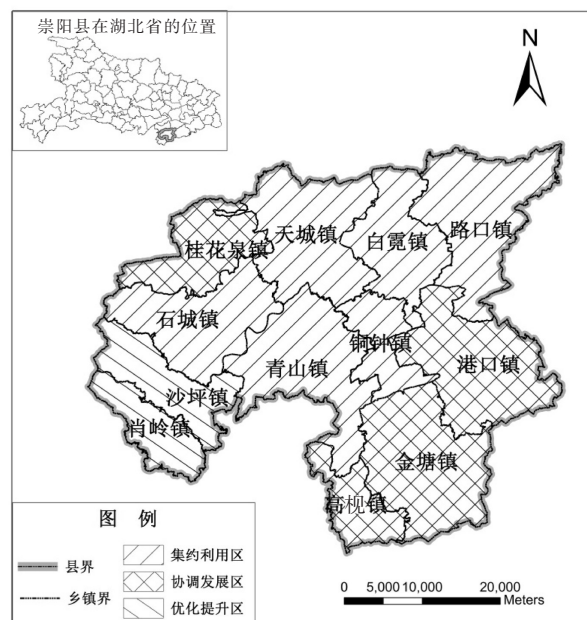 崇阳县在湖北省的位置
N
天城镇
白霓镇
路口镇
桂花泉镇
石城镇
铜钟镇
青山镇
港口镇
沙坪镇
肖岭镇
金塘镇
高枧镇
图 例
县界
乡镇界
集约利用区
协调发展区
优化提升区
0 5,000 10,000 20,000
Meters